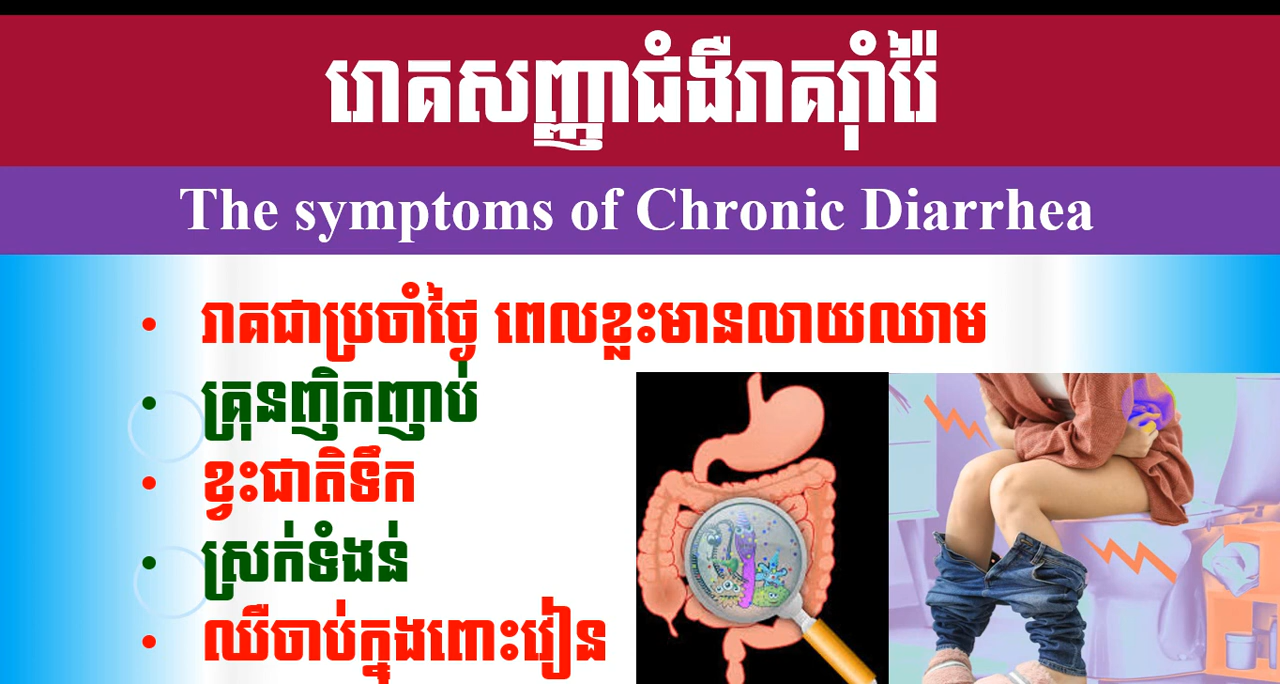 រោគសញ្ញាជំងឺរាគរ៉ាំរ៉ៃ
The symptoms of Chronic Diarrhea
• រាគជាប្រចាំថ្ងៃ ពេលខ្លះមានលាយឈាម
• គ្រុនញឹកញាប់
• ខ្វះជាតិទឹក
• ស្រក់ទំងន់
• ឈឺចាប់ក្នុងពោះវៀន